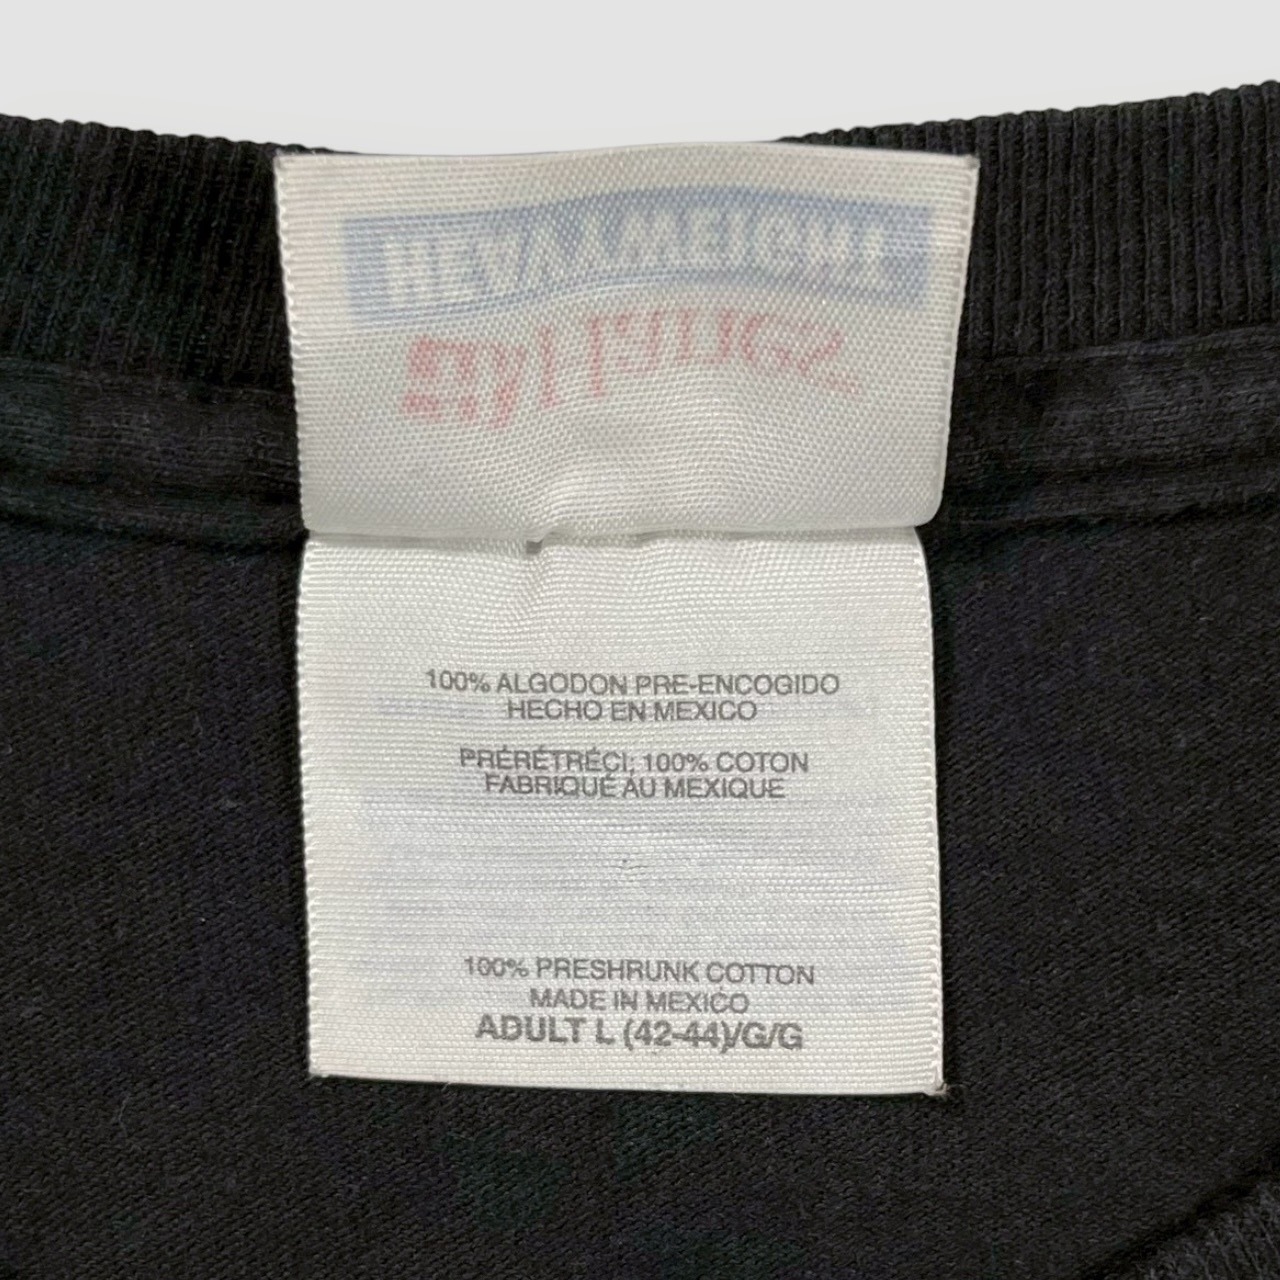 100% ALGODON PRE-ENCOGIDO
HECHO EN MEXICO
PRÉRÉTRÉCI; 100% COTON
FABRIQUÉ AU MEXIQUE
100% PRESHRUNK COTTON
MADE IN MEXICO
ADULT L (42-44)/G/G